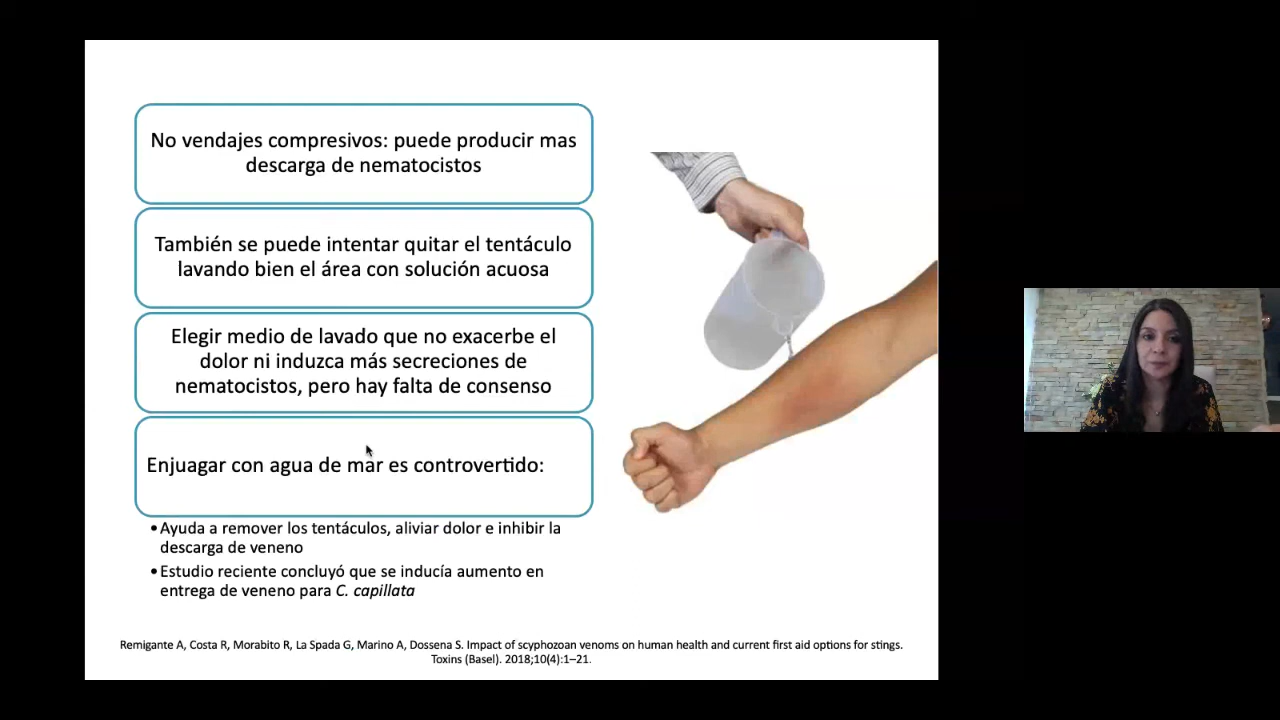 No vendajes compresivos: puede producir mas
descarga de nematocistos
También se puede intentar quitar el tentáculo
lavando bien el área con solución acuosa
Elegir medio de lavado que no exacerbe el
dolor ni induzca más secreciones de
nematocistos, pero hay falta de consenso
Enjuagar con agua de mar es controvertido:
•Ayuda a remover los tentáculos, aliviar dolor e inhibir la
descarga de veneno
•Estudio reciente concluyó que se inducía aumento en
entrega de veneno para C. capillata
Remigante A, Costa R, Morabito R, La Spada G, Marino A, Dossena S. Impact of scyphozoan venoms on human health and current first aid options for stings.
Toxins (Basel). 2018;10(4):1–21.